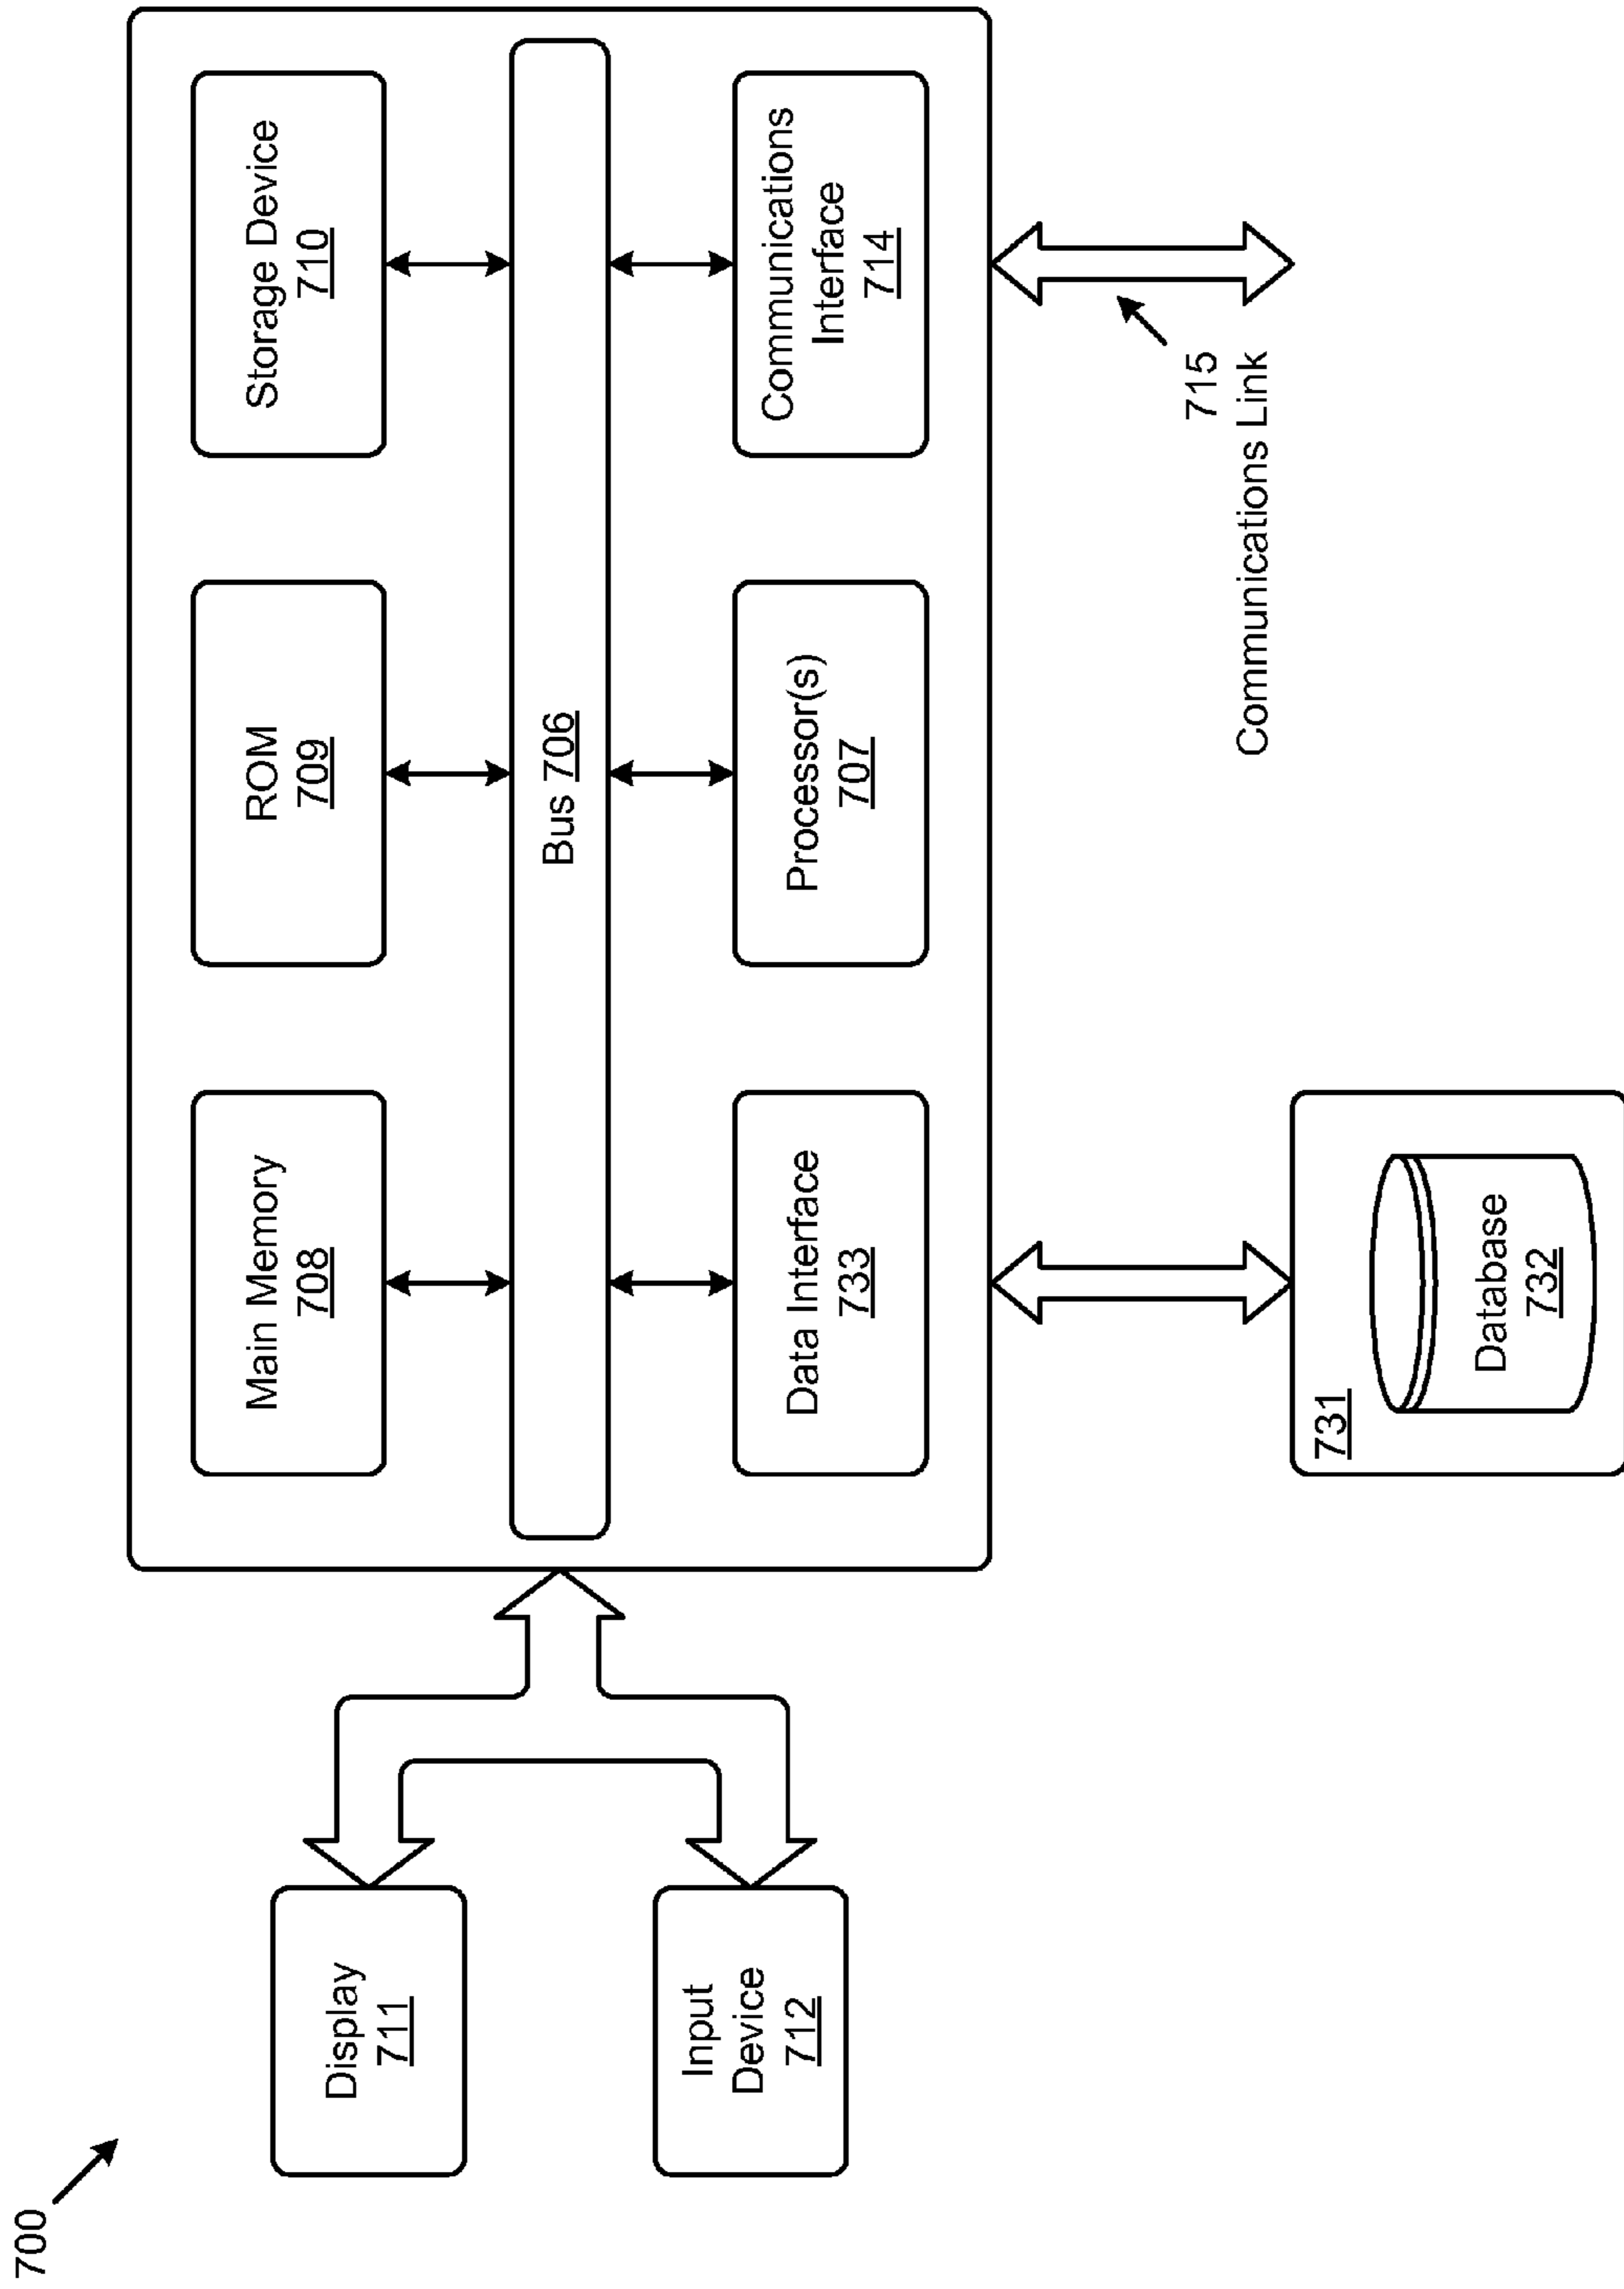 700
Display
711
Input
Device
712
Main Memory
708
ROM
709
Storage Device
710
Bus 706
Data Interface
733
Processor(s)
707
Communications
Interface
714
715
Communications Link
731
Database
732